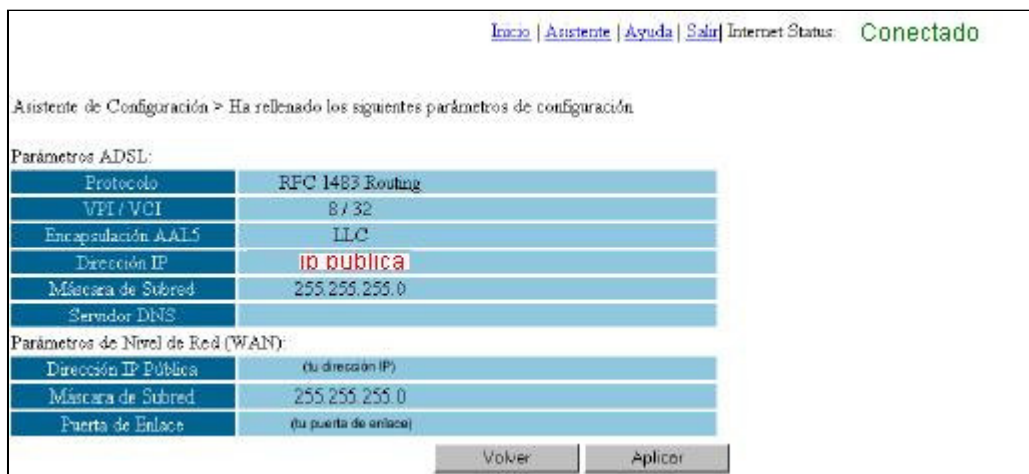 Inicio | Asistente | Ayuda | Salir| Internet Status: Conectado
Asistente de Configuración > Ha rellenado los siguientes parámetros de configuración
Parámetros ADSL:
Protocolo RFC 1483 Routing
VPI / VCI 8 / 32
Encapsulación AAL5 LLC
Dirección IP ip publica
Máscara de Subred 255.255.255.0
Servidor DNS
Parámetros de Nivel de Red (WAN):
Dirección IP Pública (tu dirección IP)
Máscara de Subred 255.255.255.0
Puerta de Enlace (tu puerta de enlace)
Volver Aplicar